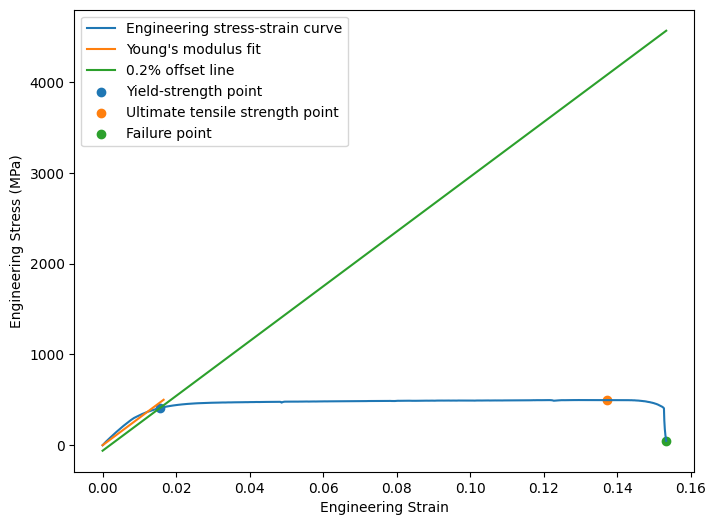 Engineering stress-strain curve
Young's modulus fit
0.2% offset line
Yield-strength point
Ultimate tensile strength point
Failure point
Engineering Stress (MPa)
4000
3000
2000
1000
0
0.00 0.02 0.04 0.06 0.08 0.10 0.12 0.14 0.16
Engineering Strain